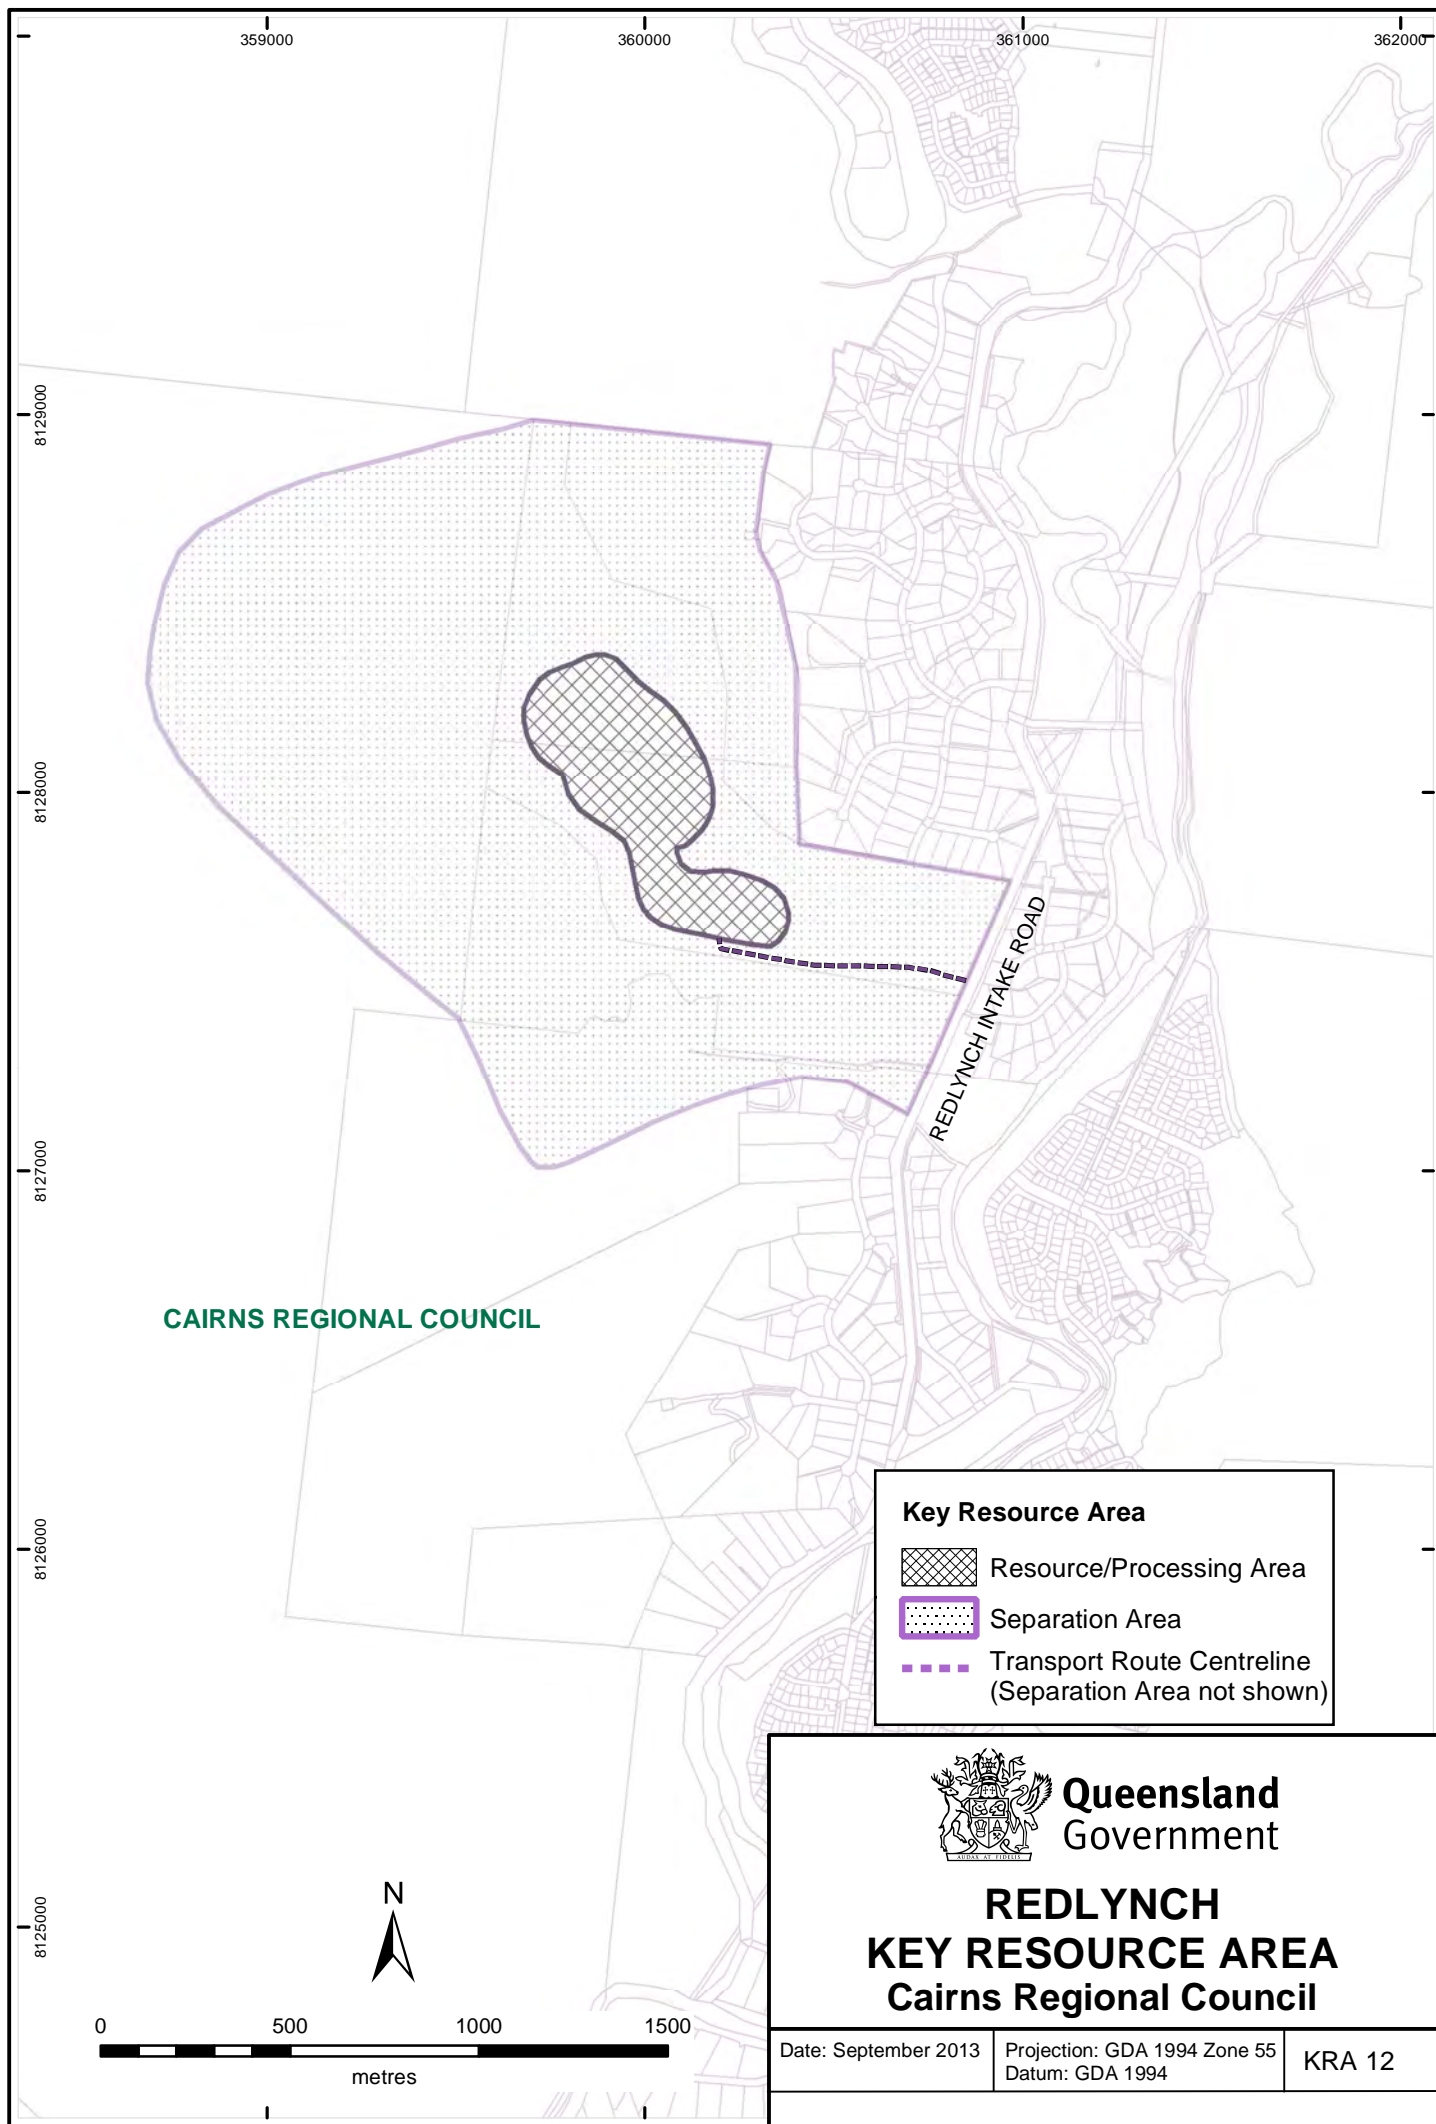 359000
360000
361000
362000
8129000
8128000
8127000
8126000
8125000
REDLYNCH INTAKE ROAD
CAIRNS REGIONAL COUNCIL
Key Resource Area
Resource/Processing Area
Separation Area
Transport Route Centreline
(Separation Area not shown)
AUDAX AT FIDELIS
Queensland
Government
REDLYNCH
KEY RESOURCE AREA
Cairns Regional Council
Date: September 2013
Projection: GDA 1994 Zone 55
Datum: GDA 1994
KRA 12
N
0 500 1000 1500
metres